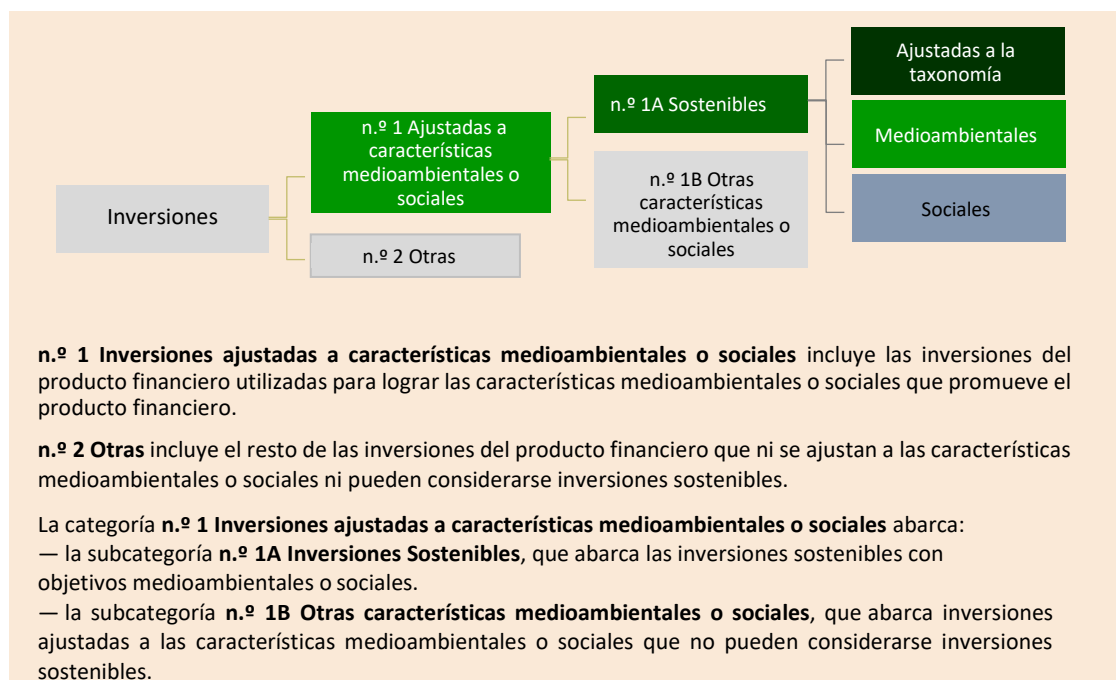 Ajustadas a la
taxonomía
n.º 1A Sostenibles
n.º 1 Ajustadas a
características
medioambientales o
sociales
Medioambientales
n.º 1B Otras
características
medioambientales o
sociales
Inversiones
Sociales
n.º 2 Otras
n.º 1 Inversiones ajustadas a características medioambientales o sociales incluye las inversiones del
producto financiero utilizadas para lograr las características medioambientales o sociales que promueve el
producto financiero.
n.º 2 Otras incluye el resto de las inversiones del producto financiero que ni se ajustan a las características
medioambientales o sociales ni pueden considerarse inversiones sostenibles.
La categoría n.º 1 Inversiones ajustadas a características medioambientales o sociales abarca:
— la subcategoría n.º 1A Inversiones Sostenibles, que abarca las inversiones sostenibles con
objetivos medioambientales o sociales.
— la subcategoría n.º 1B Otras características medioambientales o sociales, que abarca inversiones
ajustadas a las características medioambientales o sociales que no pueden considerarse inversiones
sostenibles.